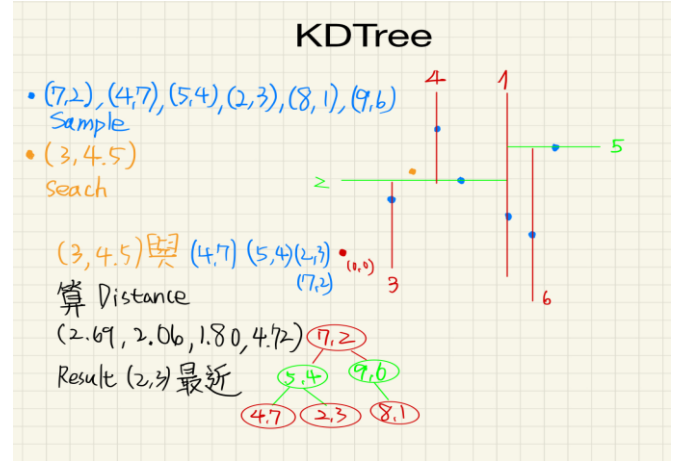 KDTree
4 1
• (7,2), (4,7), (5,4), (2,3), (8,1), (9,6)
Sample
5
• (3, 4.5)
Seach
2
(3, 4.5) 與 (4,7) (5,4) (2,3)
(7,2)
(0,0)
3
6
算 Distance
(2.69, 2.06, 1.80, 4.72)
Result (2,3) 最近
7,2
5,4 9,6
4,7 2,3 8,1